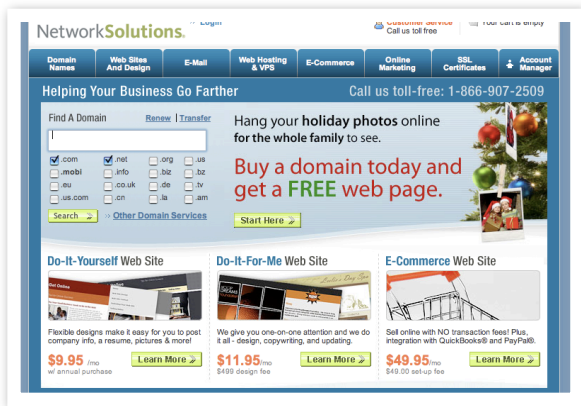 NetworkSolutions.
Login
Customer Service
Call us toll free
Your cart is empty
Domain Names
Web Sites And Design
E-Mail
Web Hosting & VPS
E-Commerce
Online Marketing
SSL Certificates
Account Manager
Helping Your Business Go Farther
Call us toll-free: 1-866-907-2509
Find A Domain
Renew | Transfer
.com .net .org .us
.mobi .info .biz .bz
.eu .co.uk .de .tv
.us.com .cn .la .am
Search
Other Domain Services
Hang your holiday photos online
for the whole family to see.
Buy a domain today and
get a FREE web page.
Start Here
Do-It-Yourself Web Site
Flexible designs make it easy for you to post
company info, a resume, pictures & more!
$9.95 /mo
w/ annual purchase
Learn More
Do-It-For-Me Web Site
We give you one-on-one attention and we do
it all - design, copywriting, and updating.
$11.95/mo
$499 design fee
Learn More
E-Commerce Web Site
Sell online with NO transaction fees! Plus,
integration with QuickBooks® and PayPal®.
$49.95/mo
$49.00 set-up fee
Learn More